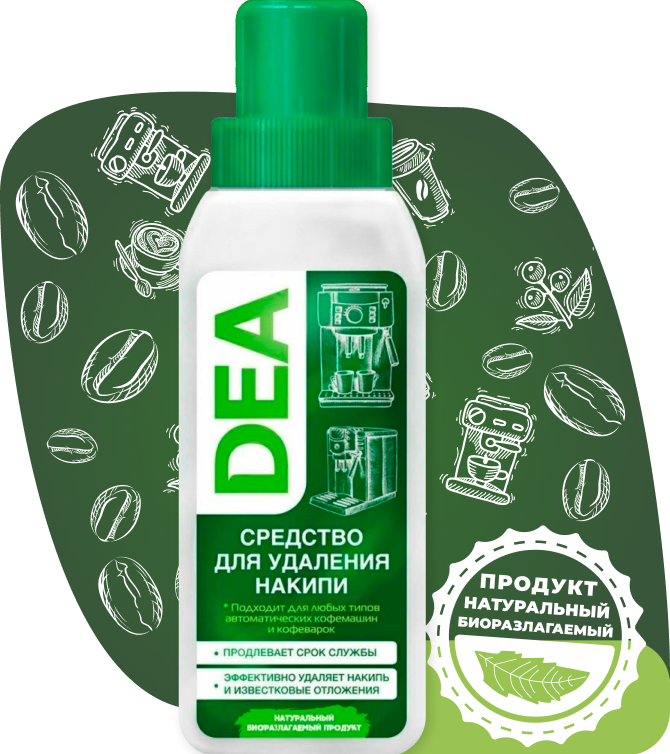 DEA
СРЕДСТВО
ДЛЯ УДАЛЕНИЯ
НАКИПИ
* Подходит для любых типов
автоматических кофемашин
и кофеварок
• ПРОДЛЕВАЕТ СРОК СЛУЖБЫ
• ЭФФЕКТИВНО УДАЛЯЕТ НАКИПЬ
И ИЗВЕСТКОВЫЕ ОТЛОЖЕНИЯ
НАТУРАЛЬНЫЙ
БИОРАЗЛАГАЕМЫЙ ПРОДУКТ
ПРОДУКТ
НАТУРАЛЬНЫЙ
БИОРАЗЛАГАЕМЫЙ